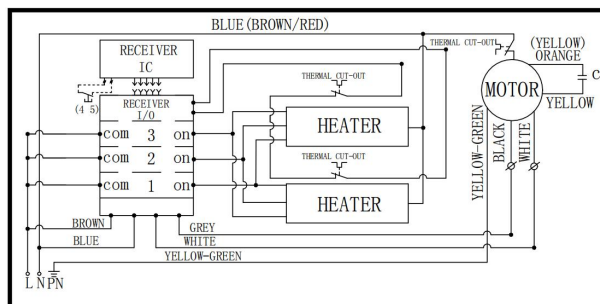 BLUE(BROWN/RED)
RECEIVER
IC
THERMAL CUT-OUT
(YELLOW)
ORANGE
C
THERMAL CUT-OUT
(4 5)
RECEIVER
I/O
MOTOR
YELLOW
com 3 on
HEATER
com 2 on
THERMAL CUT-OUT
com 1 on
HEATER
YELLOW-GREEN
BLACK
WHITE
BROWN
GREY
BLUE
WHITE
YELLOW-GREEN
L N PN